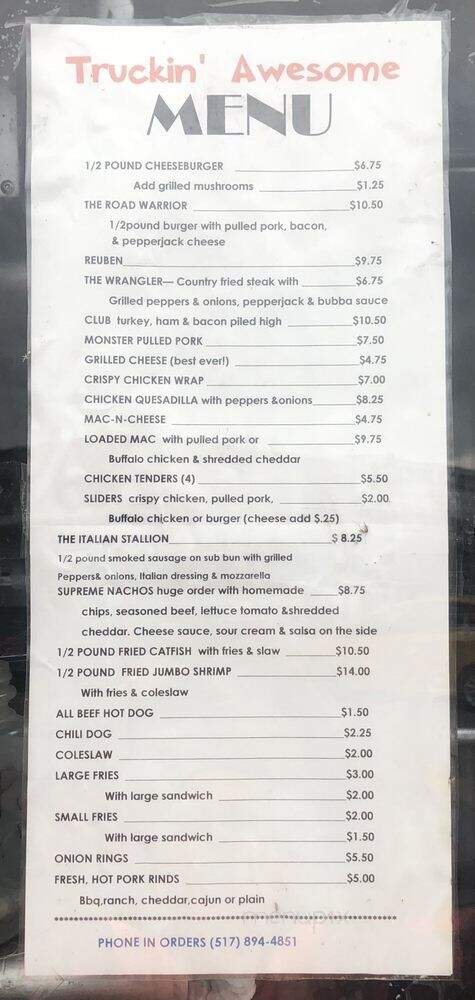 Truckin' Awesome
MENU
1/2 POUND CHEESEBURGER $6.75
Add grilled mushrooms $1.25
THE ROAD WARRIOR $10.50
1/2pound burger with pulled pork, bacon,
& pepperjack cheese
REUBEN $9.75
THE WRANGLER— Country fried steak with $6.75
Grilled peppers & onions, pepperjack & bubba sauce
CLUB turkey, ham & bacon piled high $10.50
MONSTER PULLED PORK $7.50
GRILLED CHEESE (best ever!) $4.75
CRISPY CHICKEN WRAP $7.00
CHICKEN QUESADILLA with peppers &onions $8.25
MAC-N-CHEESE $4.75
LOADED MAC with pulled pork or $9.75
Buffalo chicken & shredded cheddar
CHICKEN TENDERS (4) $5.50
SLIDERS crispy chicken, pulled pork, $2.00
Buffalo chicken or burger (cheese add $.25)
THE ITALIAN STALLION $ 8.25
1/2 pound smoked sausage on sub bun with grilled
Peppers& onions, Italian dressing & mozzarella
SUPREME NACHOS huge order with homemade $8.75
chips, seasoned beef, lettuce tomato &shredded
cheddar. Cheese sauce, sour cream & salsa on the side
1/2 POUND FRIED CATFISH with fries & slaw $10.50
1/2 POUND FRIED JUMBO SHRIMP $14.00
With fries & coleslaw
ALL BEEF HOT DOG $1.50
CHILI DOG $2.25
COLESLAW $2.00
LARGE FRIES $3.00
With large sandwich $2.00
SMALL FRIES $2.00
With large sandwich $1.50
ONION RINGS $5.50
FRESH, HOT PORK RINDS $5.00
Bbq,ranch, cheddar,cajun or plain
PHONE IN ORDERS (517) 894-4851